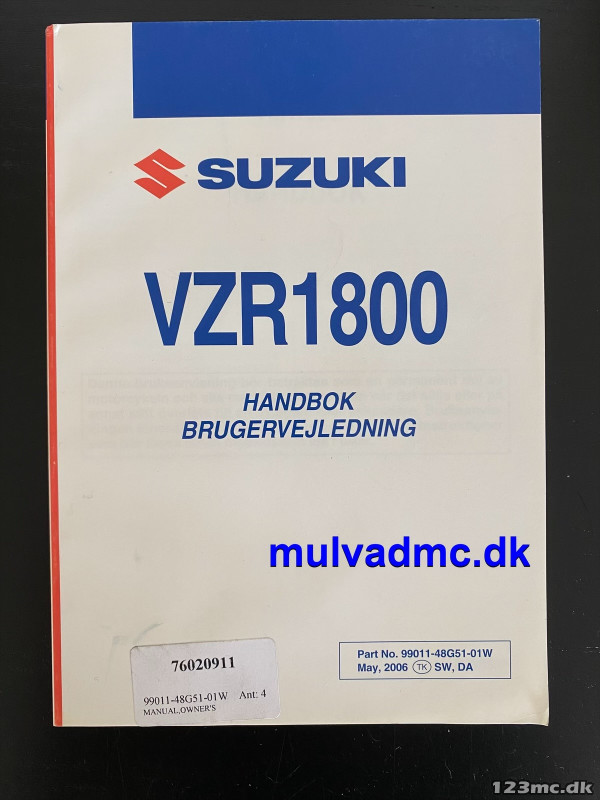 SUZUKI
VZR1800
HANDBOK
BRUGERVEJLEDNING
mulvadmc.dk
Part No. 99011-48G51-01W
May, 2006 TK SW, DA
76020911
99011-48G51-01W Ant: 4
MANUAL,OWNER'S
123mc.dk